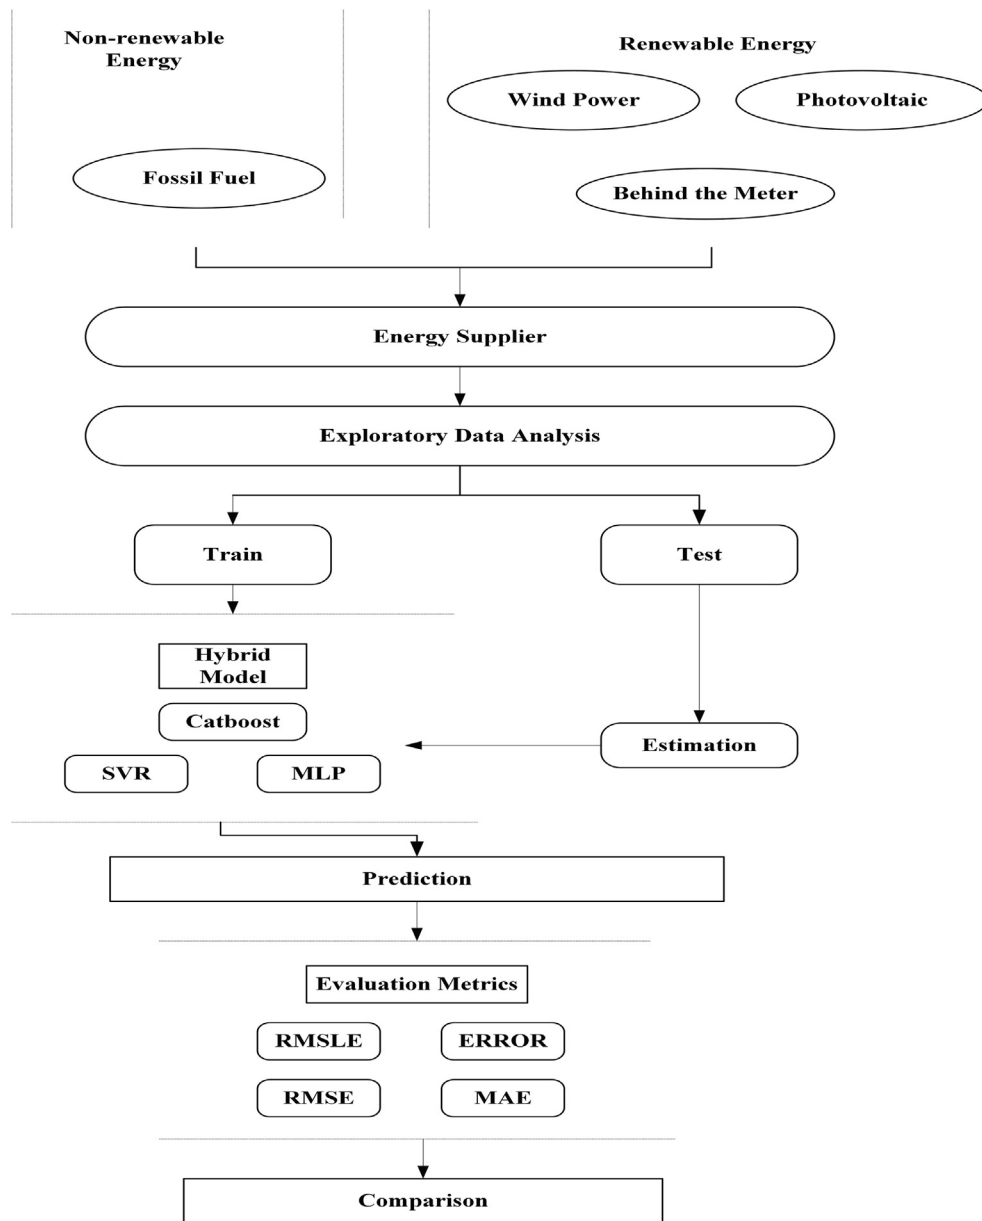 Non-renewable
Energy
Renewable Energy
Wind Power
Photovoltaic
Fossil Fuel
Behind the Meter
Energy Supplier
Exploratory Data Analysis
Train
Test
Hybrid
Model
Catboost
Estimation
SVR
MLP
Prediction
Evaluation Metrics
RMSLE
ERROR
RMSE
MAE
Comparison